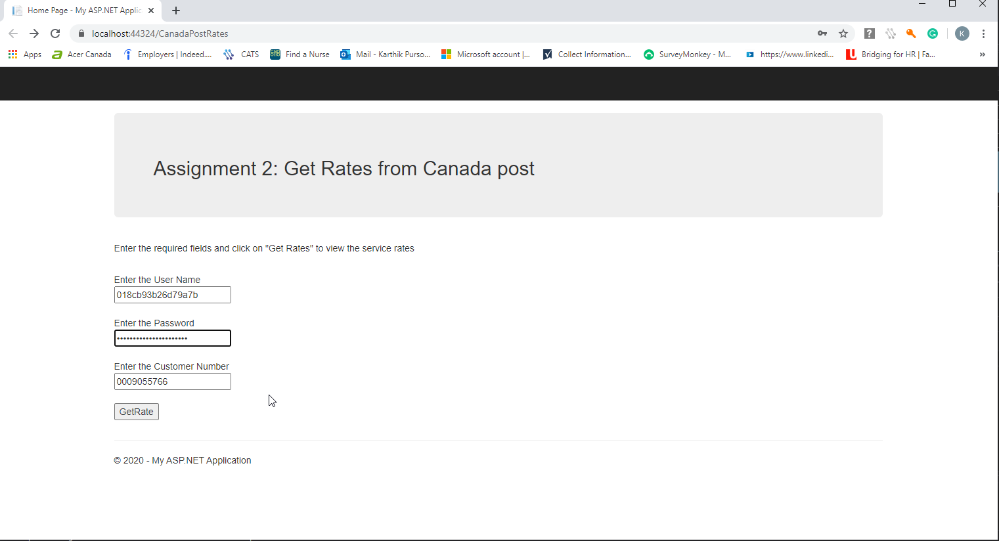 Home Page - My ASP.NET Applic
localhost:44324/CanadaPostRates
K
Apps
Acer Canada
Employers | Indeed....
CATS
Find a Nurse
Mail - Karthik Purso...
Microsoft account |...
Collect Information...
SurveyMonkey - M...
https://www.linkedi...
Bridging for HR | Fa...
»
Assignment 2: Get Rates from Canada post
Enter the required fields and click on "Get Rates" to view the service rates
Enter the User Name
018cb93b26d79a7b
Enter the Password
••••••••••••••••••••••
Enter the Customer Number
0009055766
GetRate
© 2020 - My ASP.NET Application